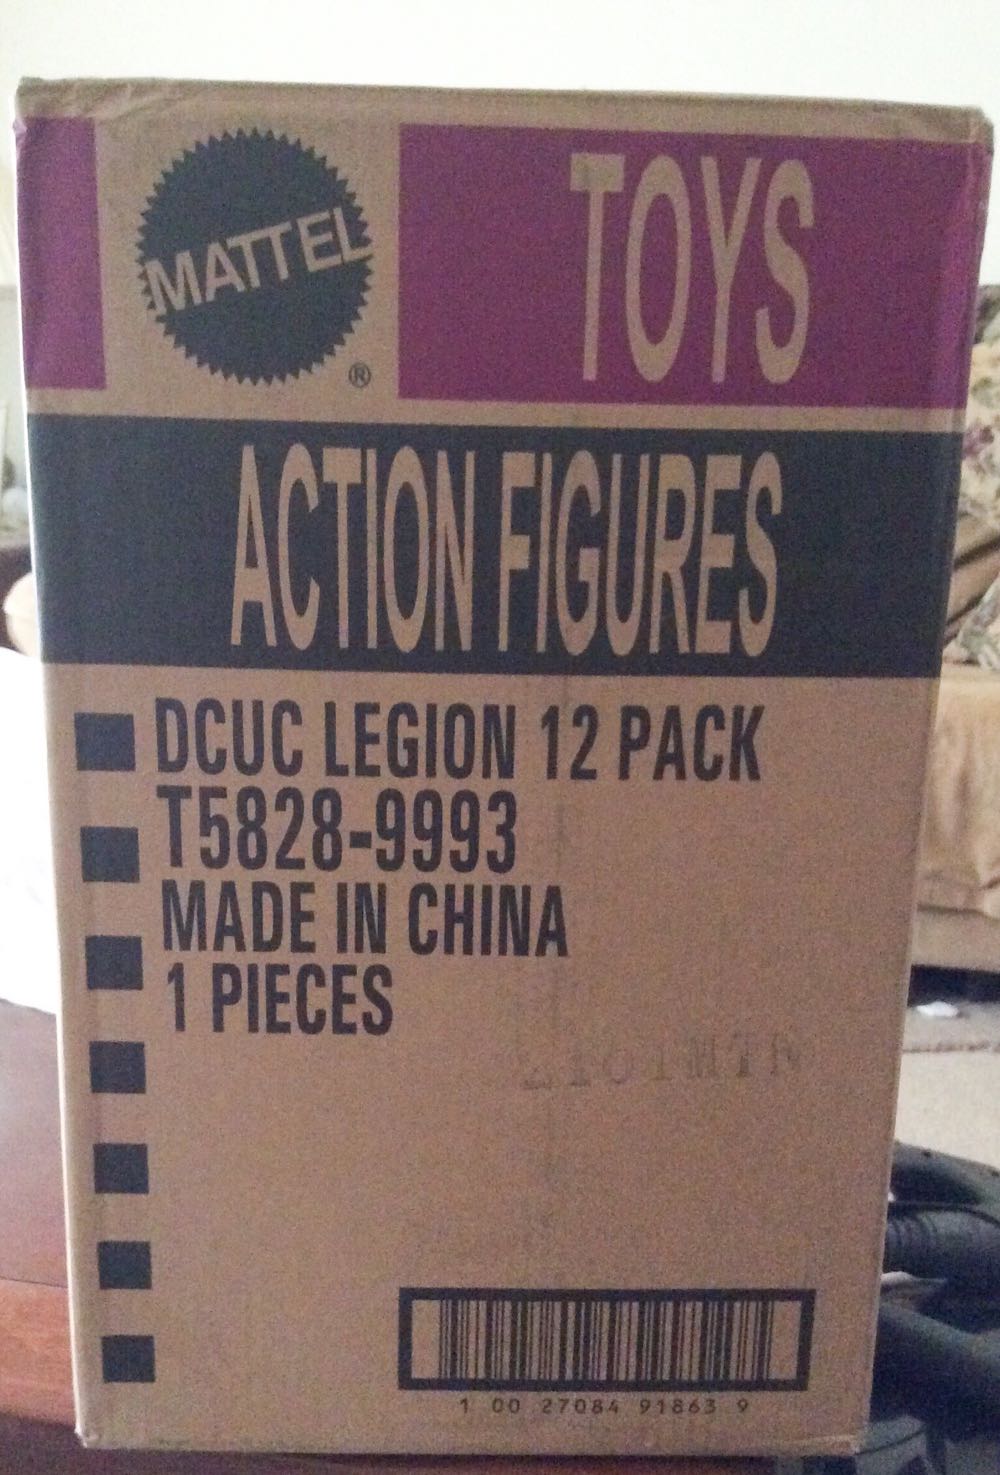 MATTEL
®
TOYS
ACTION FIGURES
DCUC LEGION 12 PACK
T5828-9993
MADE IN CHINA
1 PIECES
1 00 27084 91863 9